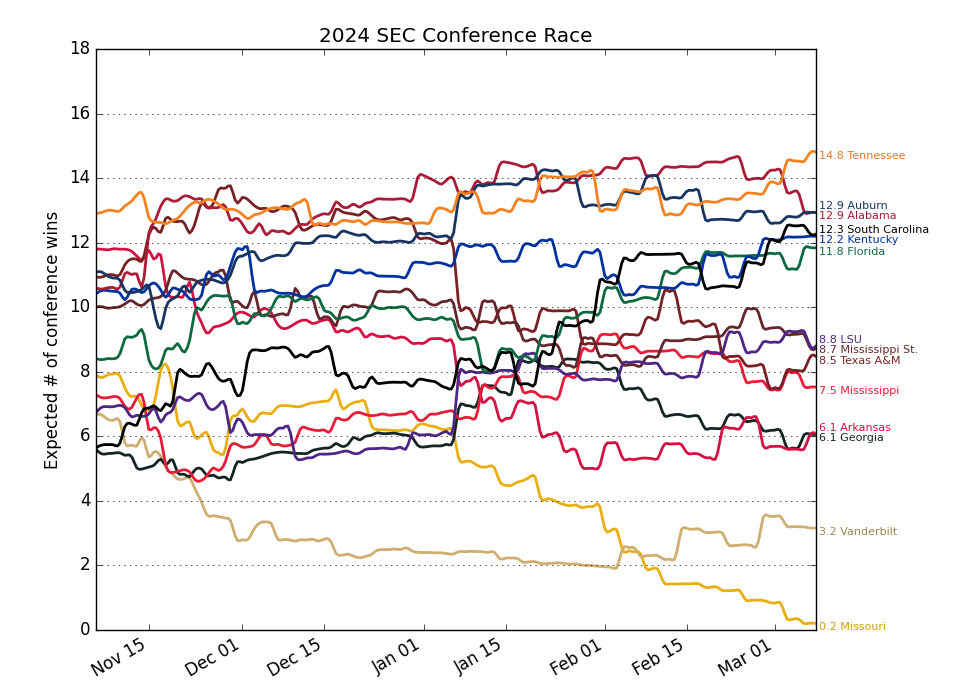 2024 SEC Conference Race
Expected # of conference wins
18
16
14
12
10
8
6
4
2
0
Nov 15
Dec 01
Dec 15
Jan 01
Jan 15
Feb 01
Feb 15
Mar 01
14.8 Tennessee
12.9 Auburn
12.9 Alabama
12.3 South Carolina
12.2 Kentucky
11.8 Florida
8.8 LSU
8.7 Mississippi St.
8.5 Texas A&M
7.5 Mississippi
6.1 Arkansas
6.1 Georgia
3.2 Vanderbilt
0.2 Missouri